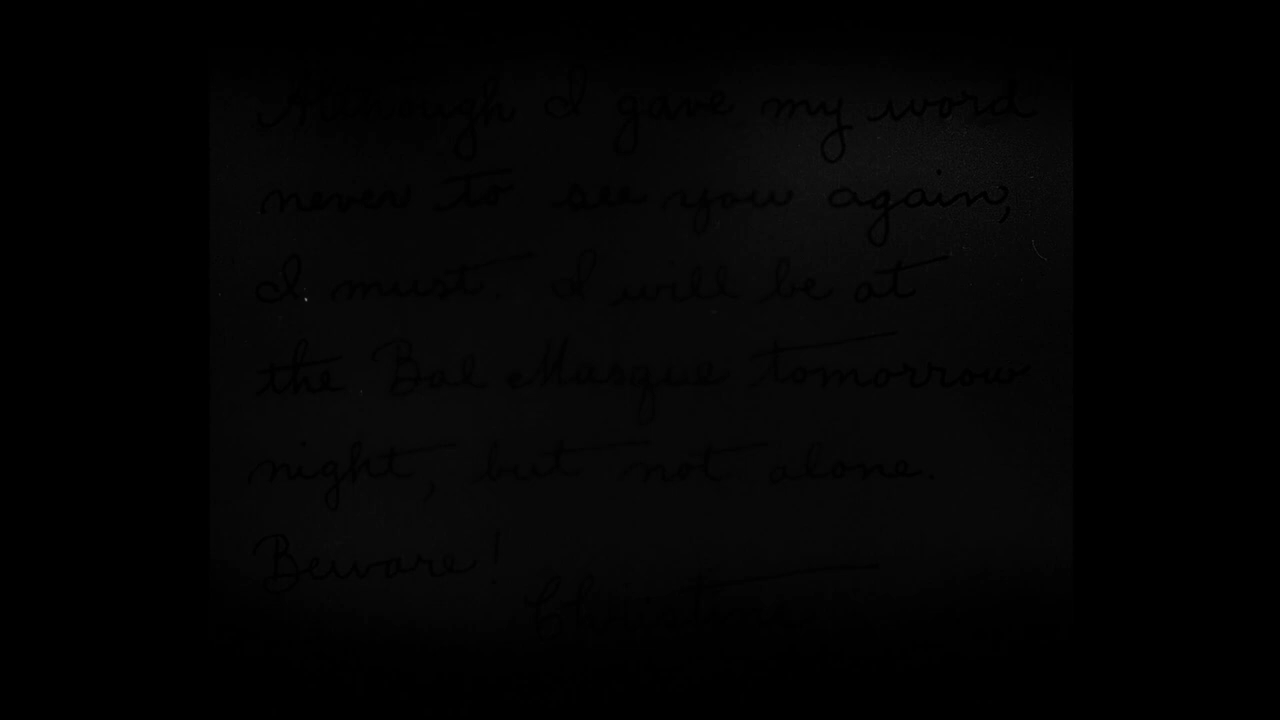 Although I gave my word
never to see you again,
I must. I will be at
the Bal Masque tomorrow
night, but not alone.
Beware!
Christine